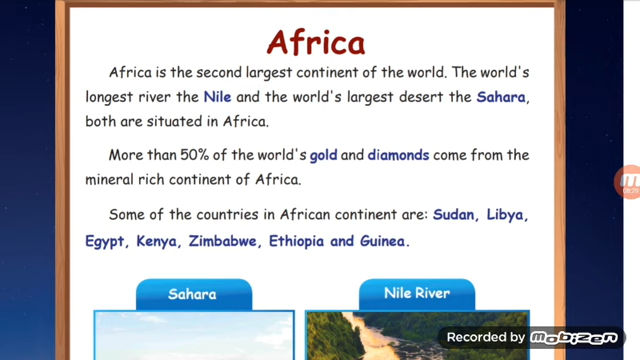 Africa
Africa is the second largest continent of the world. The world's
longest river the Nile and the world's largest desert the Sahara,
both are situated in Africa.
More than 50% of the world's gold and diamonds come from the
mineral rich continent of Africa.
Some of the countries in African continent are: Sudan, Libya,
Egypt, Kenya, Zimbabwe, Ethiopia and Guinea.
Sahara
Nile River
M
08:25
Recorded by mobizen